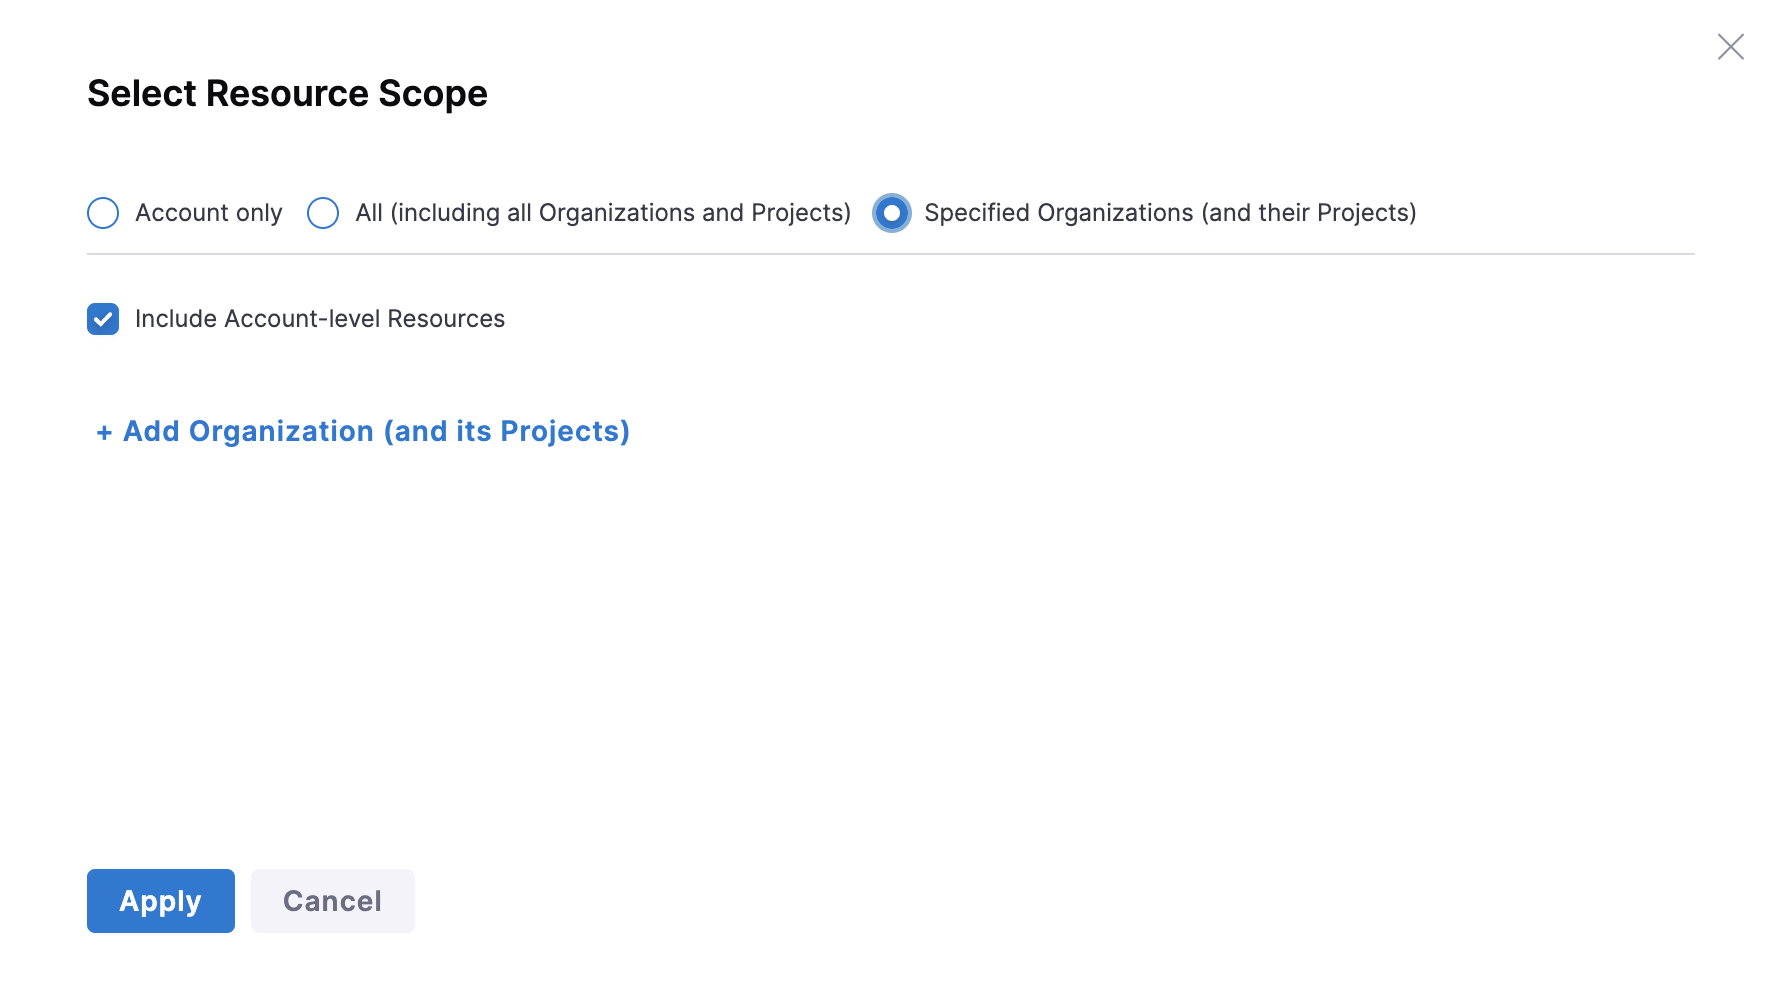 Select Resource Scope
Account only All (including all Organizations and Projects) Specified Organizations (and their Projects)
Include Account-level Resources
+ Add Organization (and its Projects)
Apply Cancel